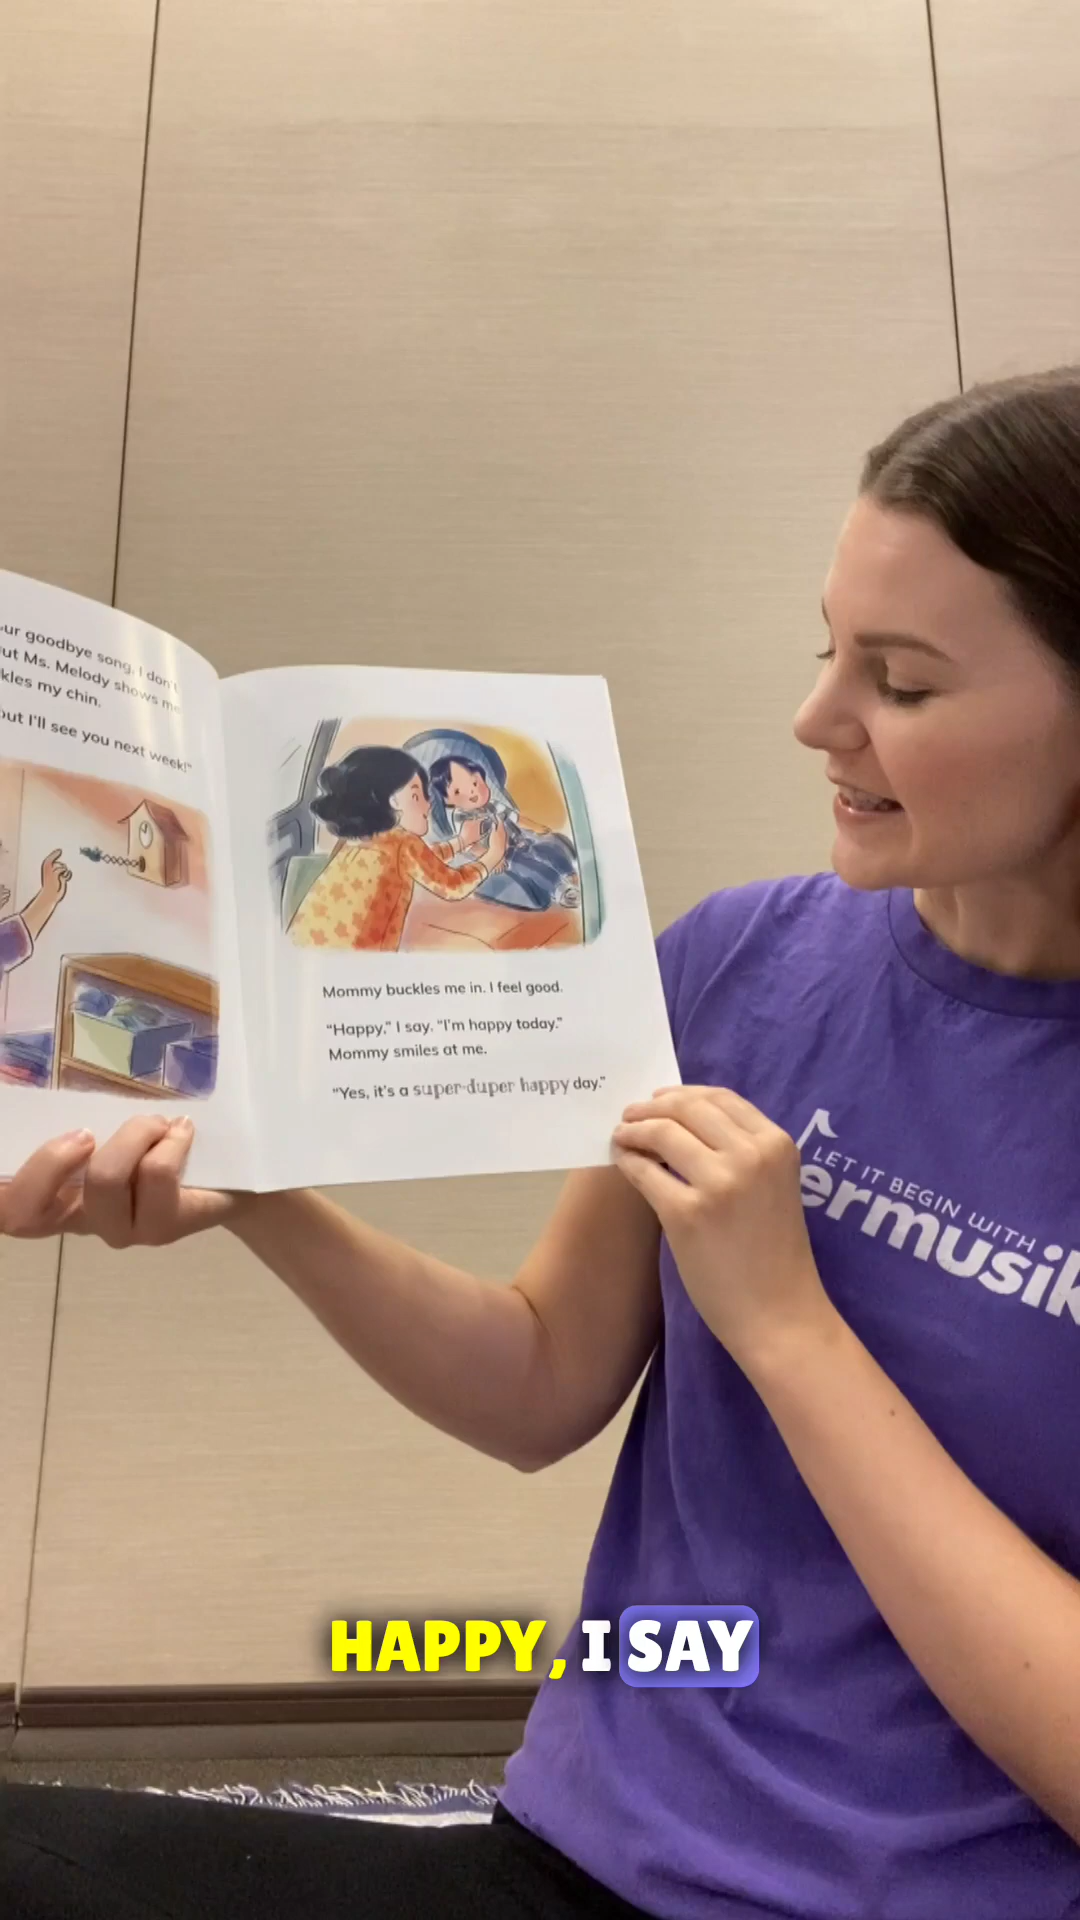 ur goodbye song. I don't
ut Ms. Melody shows me
kles my chin.
but I'll see you next week!"
Mommy buckles me in. I feel good.
"Happy," I say. "I'm happy today."
Mommy smiles at me.
"Yes, it's a super-duper happy day."
LET IT BEGIN WITH
ermusik
HAPPY, I SAY